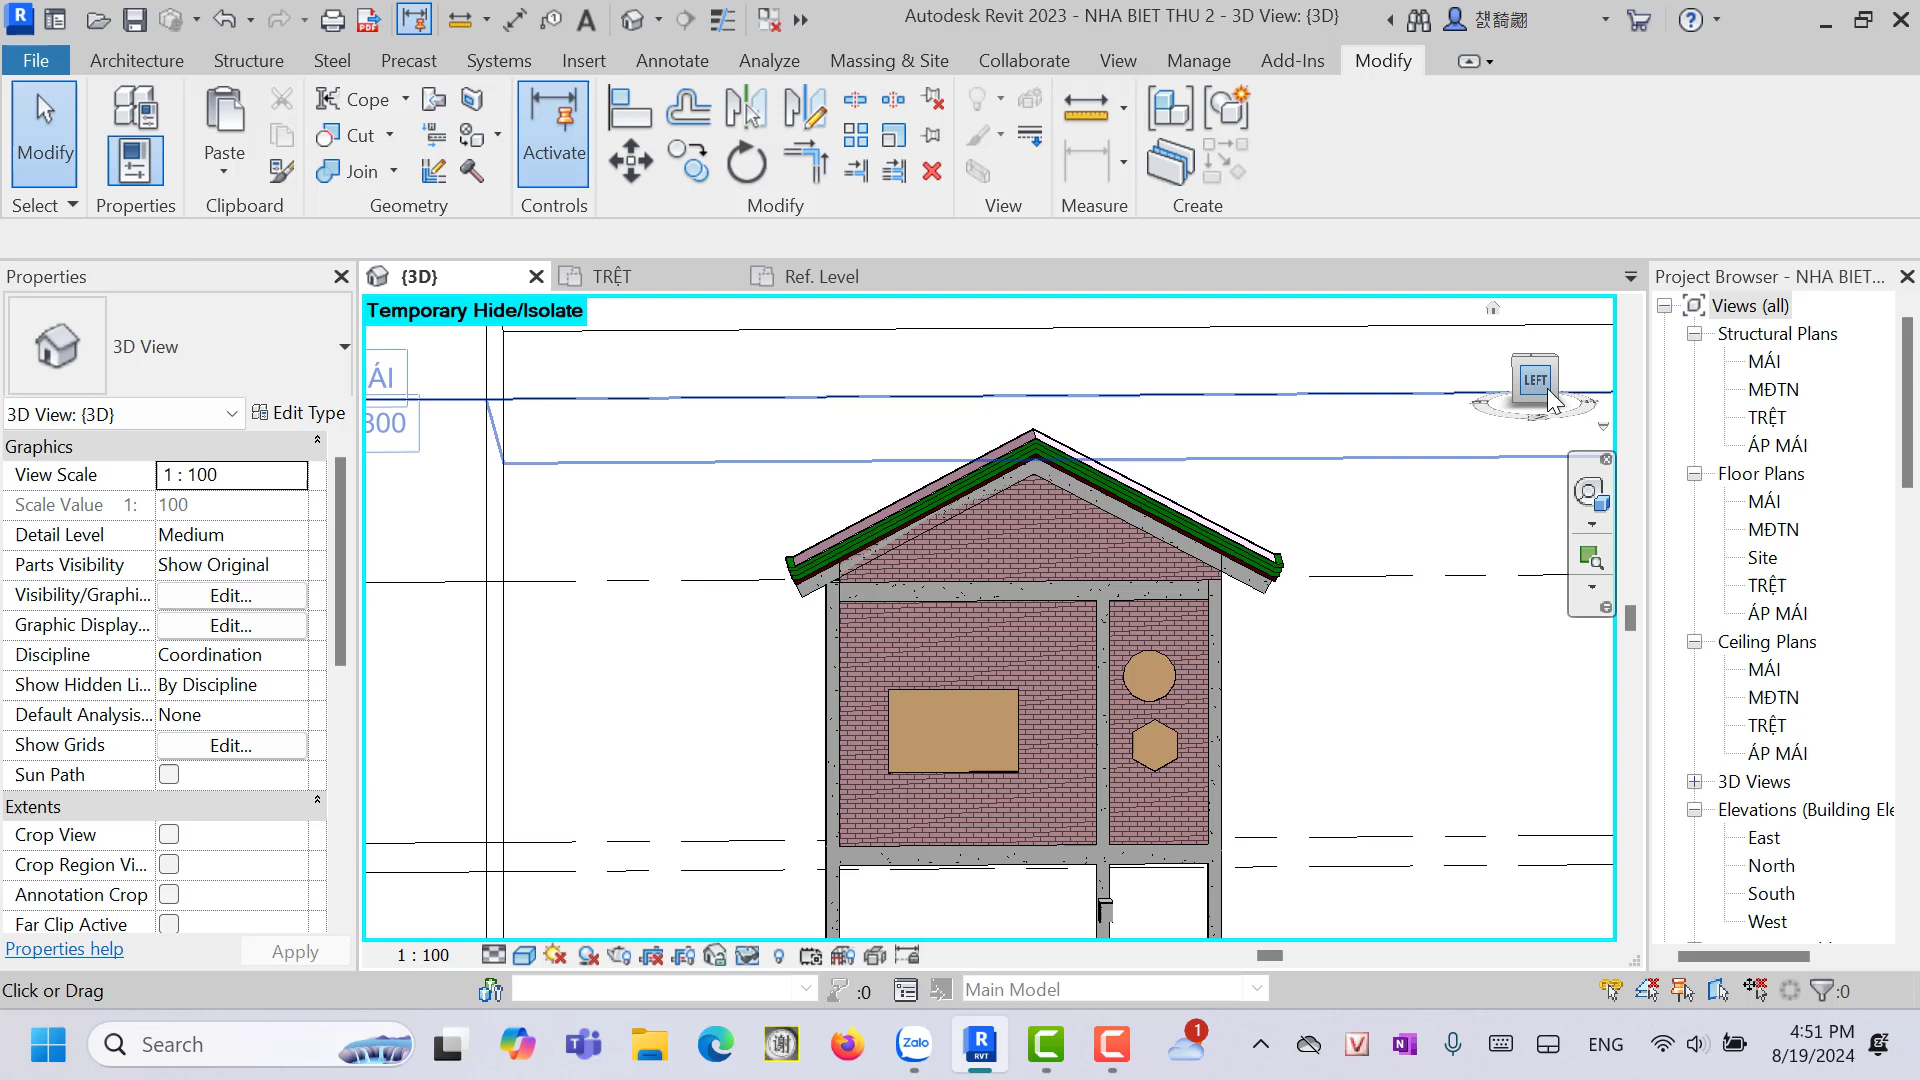 Autodesk Revit 2023 - NHA BIET THU 2 - 3D View: {3D}
File Architecture Structure Steel Precast Systems Insert Annotate Analyze Massing & Site Collaborate View Manage Add-Ins Modify
Modify
Paste
Cope
Cut
Join
Activate
Select Properties Clipboard Geometry Controls Modify View Measure Create
Properties
{3D} TRỆT Ref. Level
Project Browser - NHA BIET...
3D View
3D View: {3D} Edit Type
Graphics
View Scale 1 : 100
Scale Value 1: 100
Detail Level Medium
Parts Visibility Show Original
Visibility/Graphi... Edit...
Graphic Display... Edit...
Discipline Coordination
Show Hidden Li... By Discipline
Default Analysis... None
Show Grids Edit...
Sun Path
Extents
Crop View
Crop Region Vi...
Annotation Crop
Far Clip Active
Properties help Apply
Temporary Hide/Isolate
ÁI
300
LEFT
Views (all)
Structural Plans
MÁI
MĐTN
TRỆT
ÁP MÁI
Floor Plans
MÁI
MĐTN
Site
TRỆT
ÁP MÁI
Ceiling Plans
MÁI
MĐTN
TRỆT
ÁP MÁI
3D Views
Elevations (Building Ele
East
North
South
West
1 : 100
Click or Drag
:0
Main Model
:0
Search
Zalo
RVT
1
ENG
4:51 PM
8/19/2024